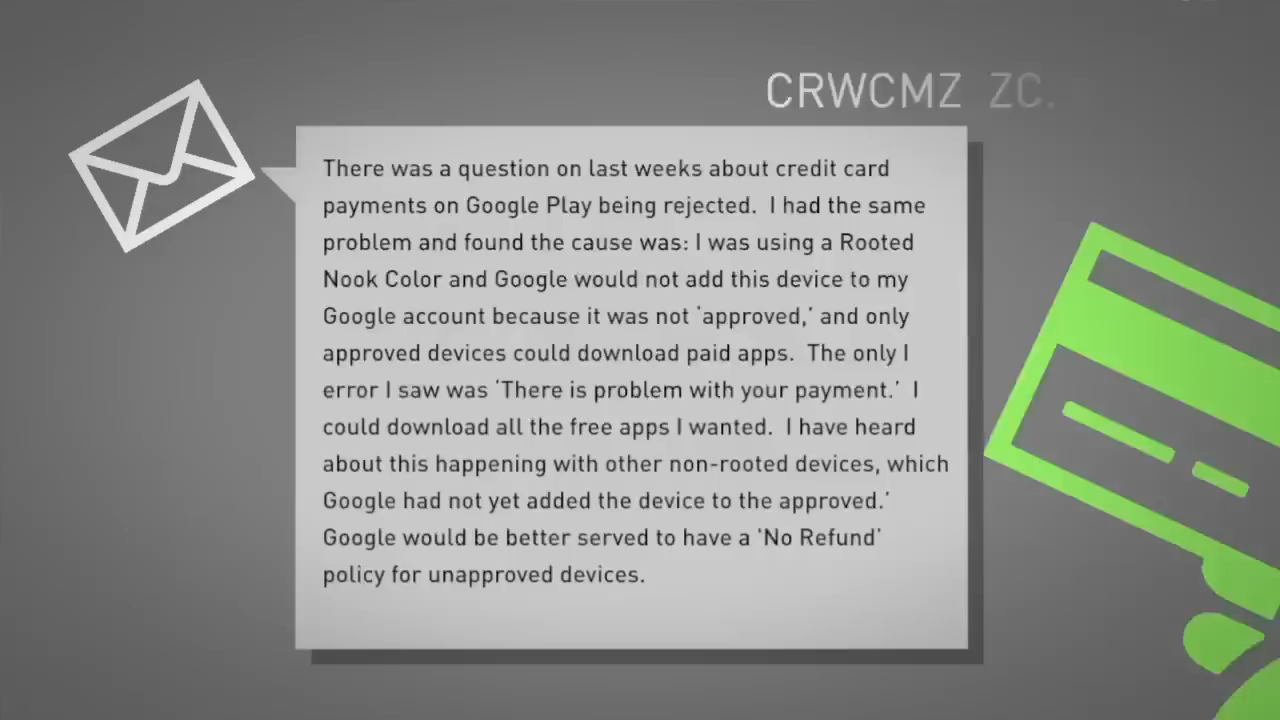 CRWCMZ ZC.
There was a question on last weeks about credit card
payments on Google Play being rejected. I had the same
problem and found the cause was: I was using a Rooted
Nook Color and Google would not add this device to my
Google account because it was not 'approved,' and only
approved devices could download paid apps. The only I
error I saw was 'There is problem with your payment.' I
could download all the free apps I wanted. I have heard
about this happening with other non-rooted devices, which
Google had not yet added the device to the approved.'
Google would be better served to have a 'No Refund'
policy for unapproved devices.